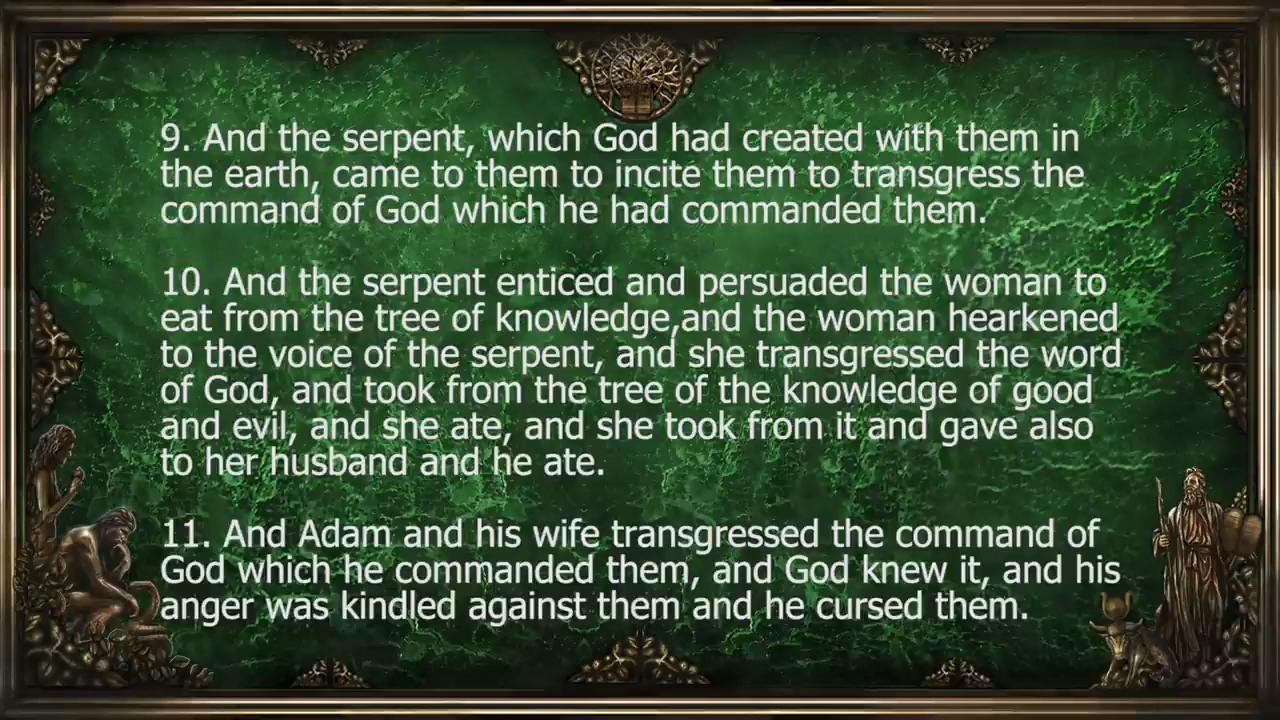 9. And the serpent, which God had created with them in
the earth, came to them to incite them to transgress the
command of God which he had commanded them.
10. And the serpent enticed and persuaded the woman to
eat from the tree of knowledge,and the woman hearkened
to the voice of the serpent, and she transgressed the word
of God, and took from the tree of the knowledge of good
and evil, and she ate, and she took from it and gave also
to her husband and he ate.
11. And Adam and his wife transgressed the command of
God which he commanded them, and God knew it, and his
anger was kindled against them and he cursed them.